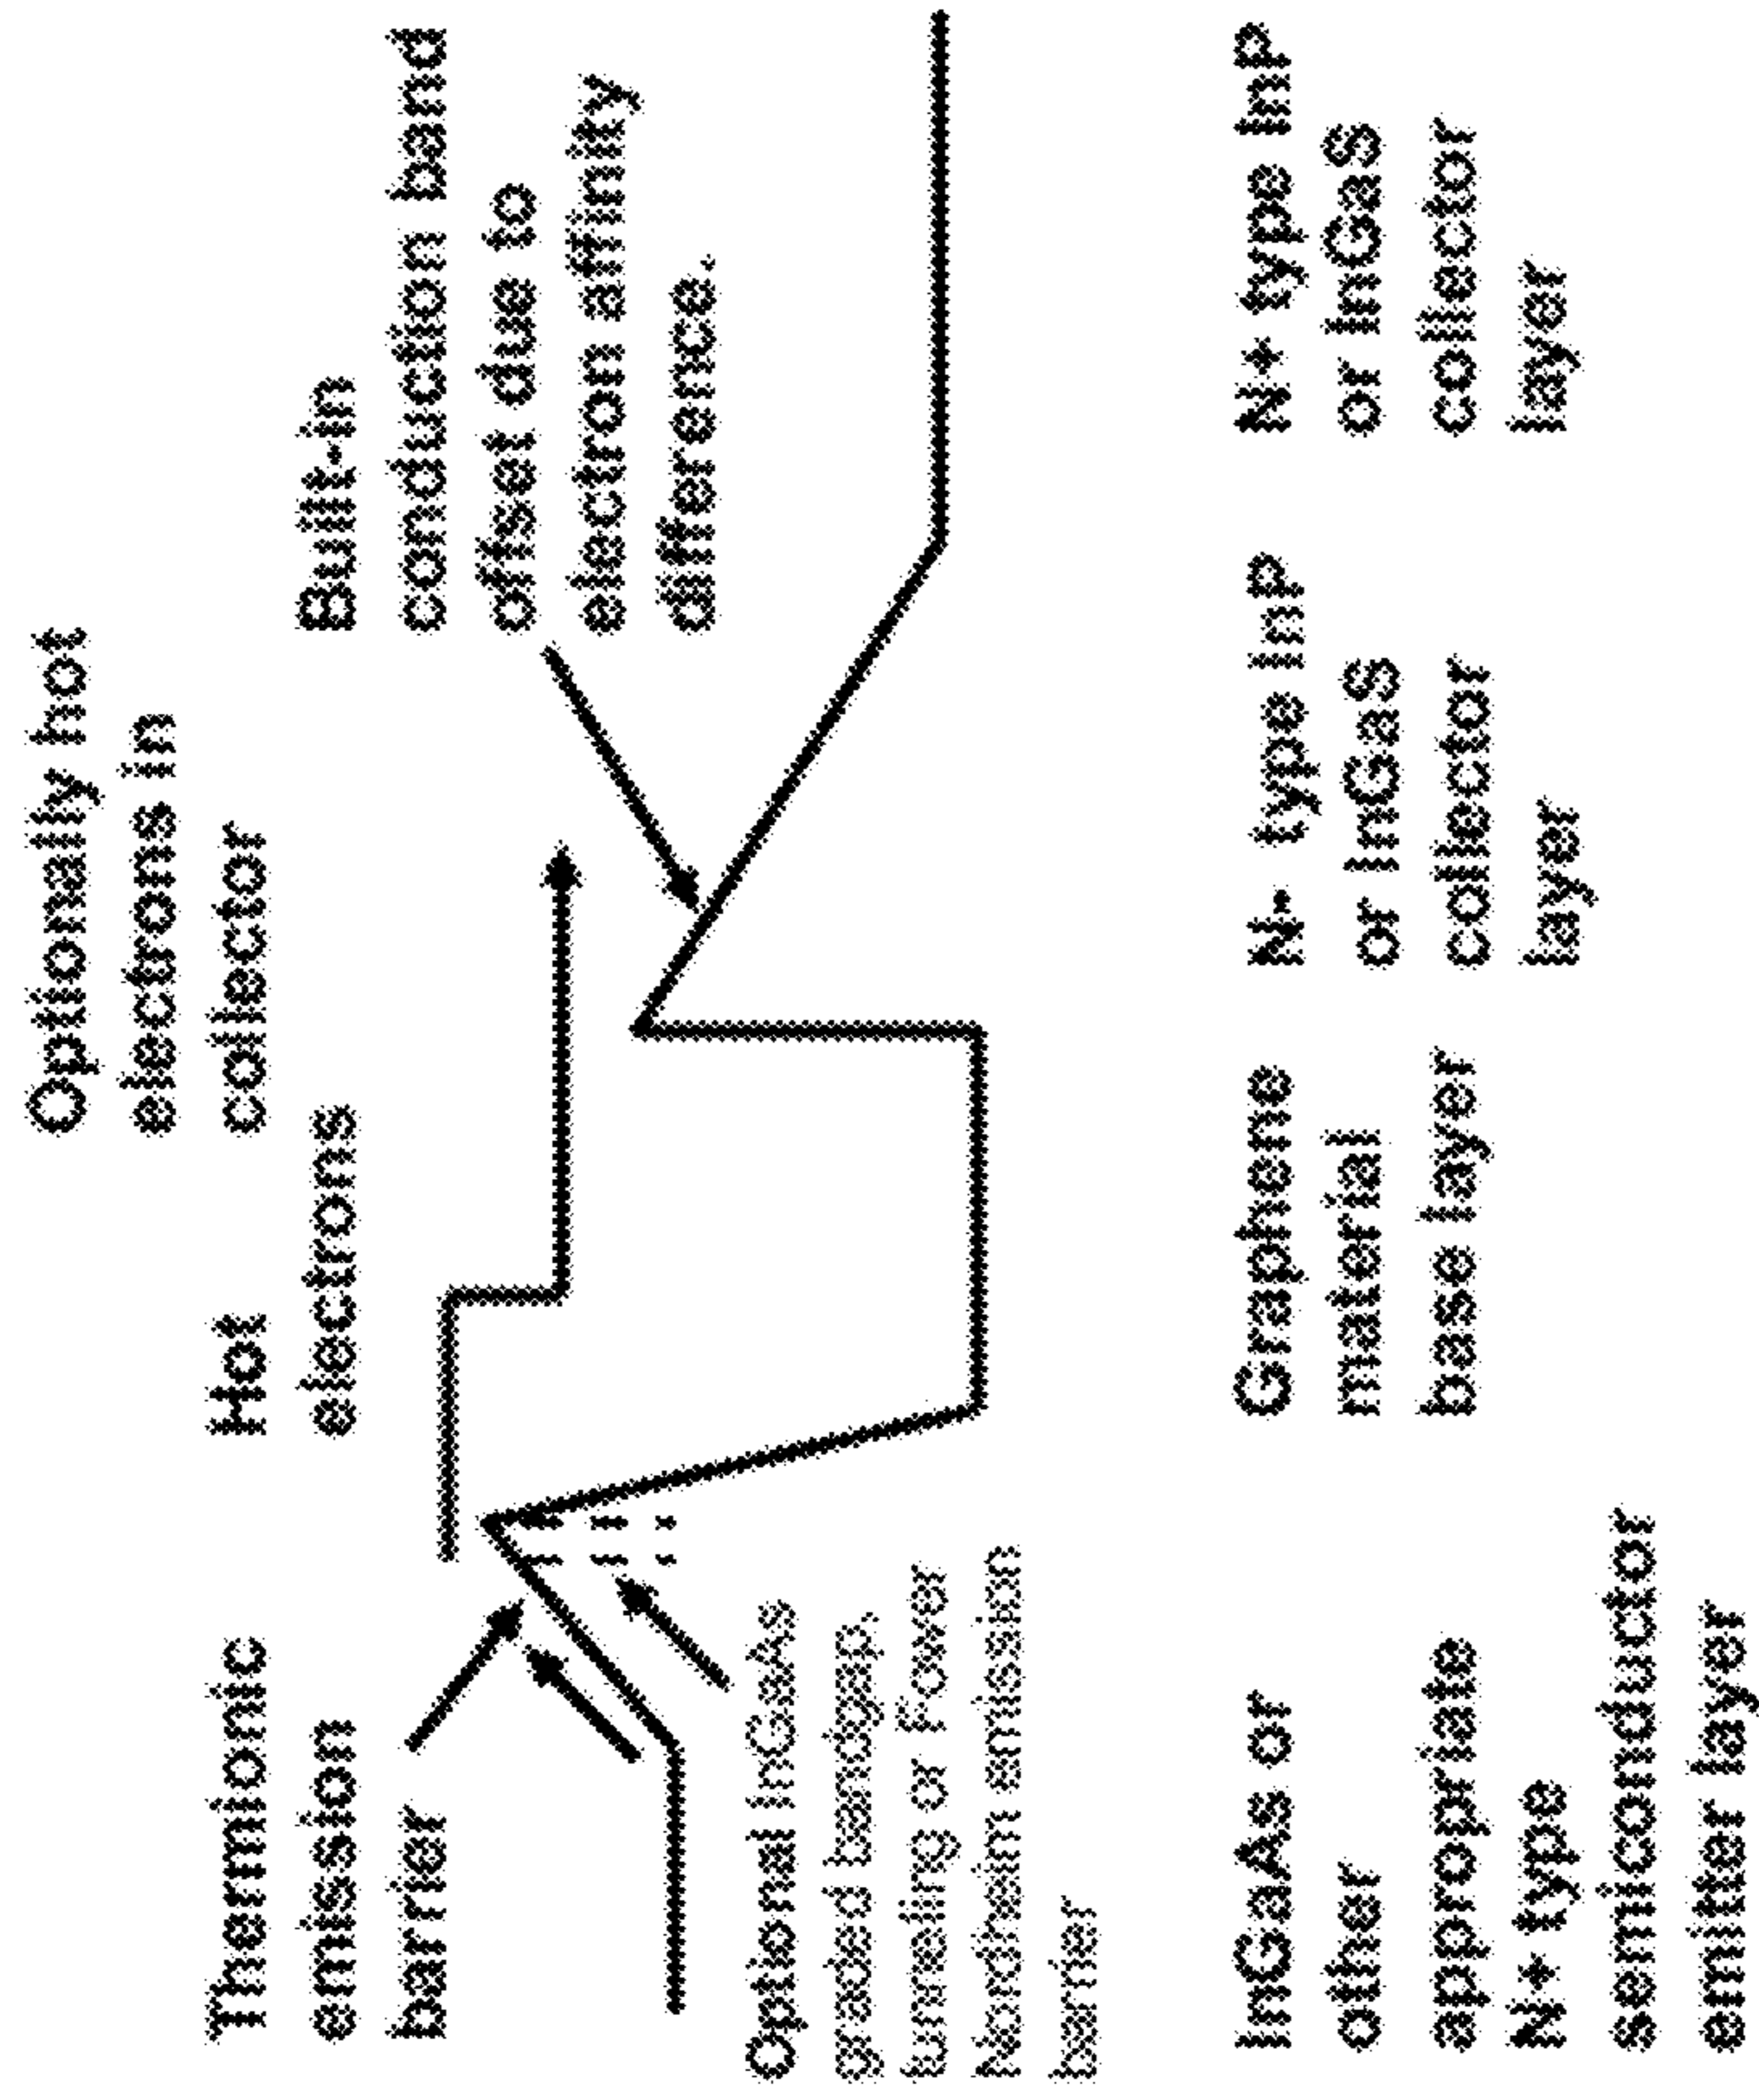 Optionally hot
electrons in
collector
Thermionic
emission
barrier
Hot
electrons
Built-in
conduction band
offset due to
electron affinity
difference.
Optional InGaAs
graded bandgap,
tunneling or Fower
Nordheim emission
barrier
InGaAs or
other
appropriate
N+ type
semiconductor
emitter layer
Graphene
material
base layer
N- type InP
or InGaS
collector
layer
N+ type InP
or InGaS
collector
layer